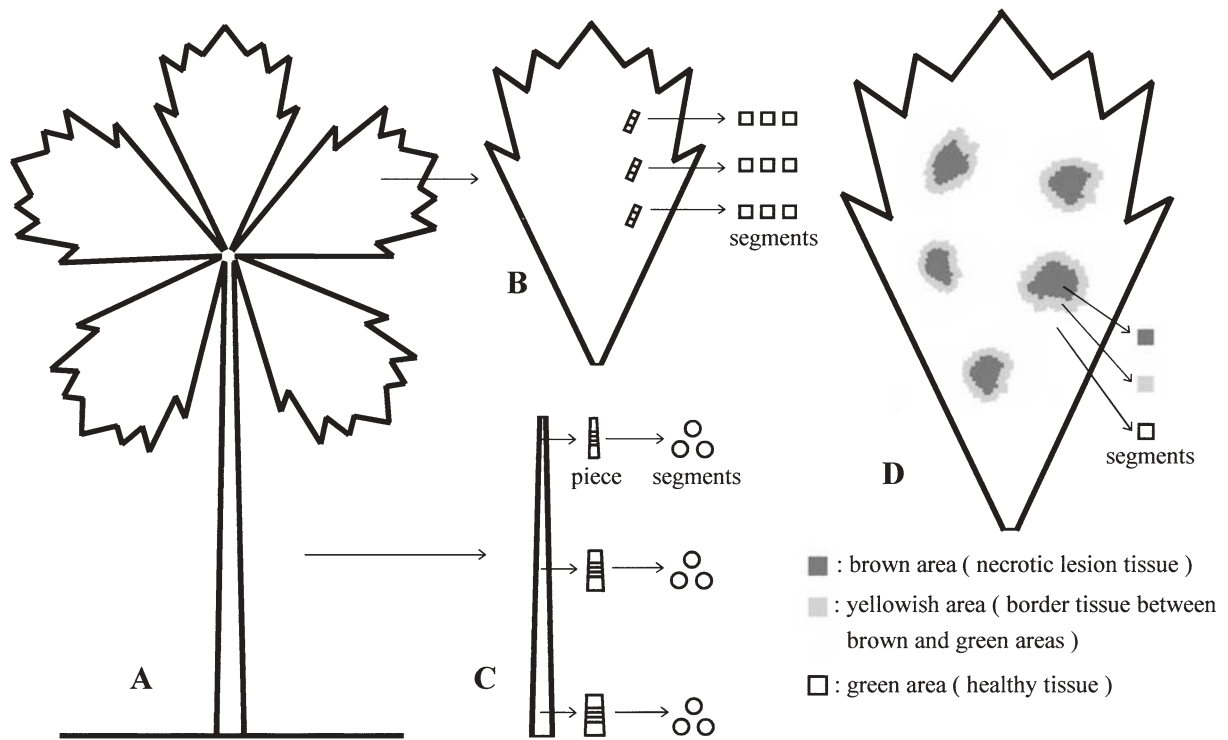 B
segments
D
segments
piece segments
A
C
: brown area ( necrotic lesion tissue )
: yellowish area ( border tissue between
brown and green areas )
: green area ( healthy tissue )